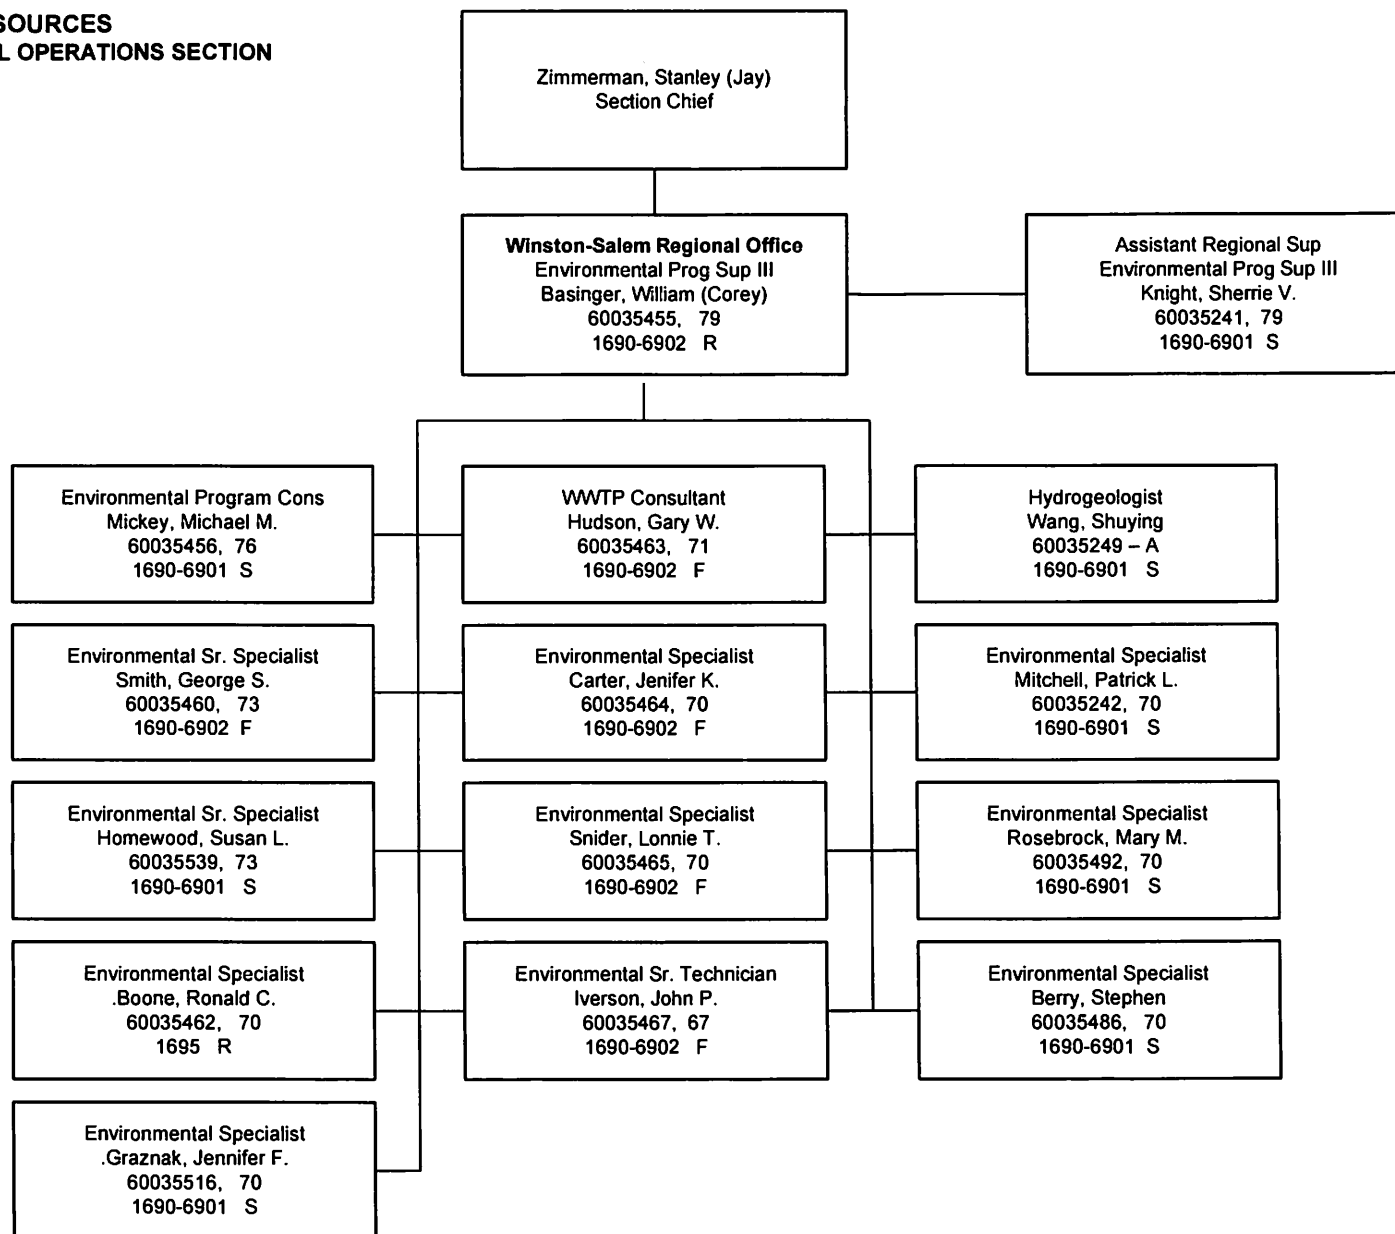 SOURCES
L OPERATIONS SECTION
Zimmerman, Stanley (Jay)
Section Chief
Winston-Salem Regional Office
Environmental Prog Sup III
Basinger, William (Corey)
60035455, 79
1690-6902 R
Assistant Regional Sup
Environmental Prog Sup III
Knight, Sherrie V.
60035241, 79
1690-6901 S
Environmental Program Cons
Mickey, Michael M.
60035456, 76
1690-6901 S
WWTP Consultant
Hudson, Gary W.
60035463, 71
1690-6902 F
Hydrogeologist
Wang, Shuying
60035249 – A
1690-6901 S
Environmental Sr. Specialist
Smith, George S.
60035460, 73
1690-6902 F
Environmental Specialist
Carter, Jenifer K.
60035464, 70
1690-6902 F
Environmental Specialist
Mitchell, Patrick L.
60035242, 70
1690-6901 S
Environmental Sr. Specialist
Homewood, Susan L.
60035539, 73
1690-6901 S
Environmental Specialist
Snider, Lonnie T.
60035465, 70
1690-6902 F
Environmental Specialist
Rosebrock, Mary M.
60035492, 70
1690-6901 S
Environmental Specialist
.Boone, Ronald C.
60035462, 70
1695 R
Environmental Sr. Technician
Iverson, John P.
60035467, 67
1690-6902 F
Environmental Specialist
Berry, Stephen
60035486, 70
1690-6901 S
Environmental Specialist
.Graznak, Jennifer F.
60035516, 70
1690-6901 S